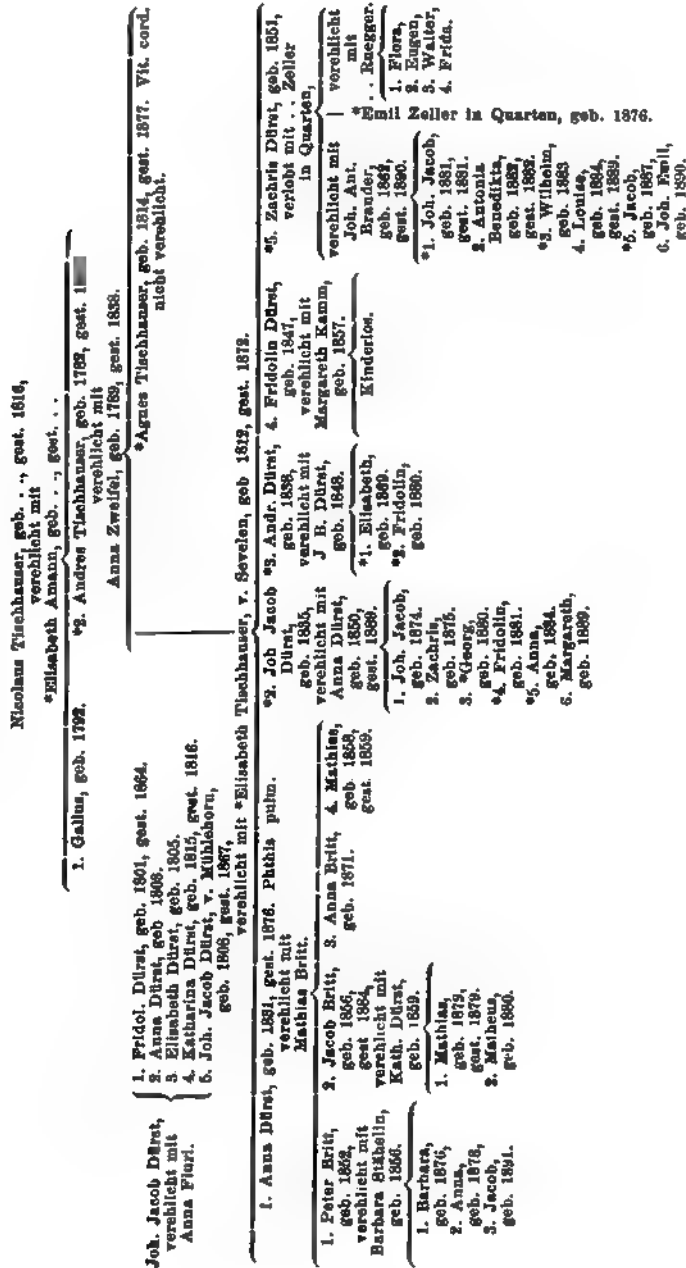 Nicolaus Tischhauser, geb. . ., gest. 1816,
verehlicht mit
*Elisabeth Amann, geb. . ., gest. . .
1. Gallus, geb. 1792.
*2. Andreas Tischhauser, geb. 1782, gest. 1
verehlicht mit
Anna Zweifel, geb. 1789, gest. 1838.
*Agnes Tischhauser, geb. 1814, gest. 1877. Vit. cord.
nicht verehlicht.
Joh. Jacob Dürst,
verehlicht mit
Anna Fluri.
1. Fridol. Dürst, geb. 1801, gest. 1864.
2. Anna Dürst, geb 1803.
3. Elisabeth Dürst, geb. 1805.
4. Katharina Dürst, geb. 1815, gest. 1816.
5. Joh. Jacob Dürst, v. Mühlehorn,
geb. 1808, gest. 1867,
verehlicht mit *Elisabeth Tischhauser, v. Sevelen, geb 1812, gest. 1872.
1. Anna Dürst, geb. 1831, gest. 1876. Phthis pulm.
verehlicht mit
Mathias Britt.
1. Peter Britt,
geb. 1852,
verehlicht mit
Barbara Stähelin,
geb. 1856.
1. Barbara,
geb. 1876,
2. Anna,
geb. 1878,
3. Jacob,
geb. 1891.
2. Jacob Britt,
geb. 1856,
gest 1884,
verehlicht mit
Kath. Dürst,
geb. 1859.
1. Mathias,
geb. 1879,
gest. 1879.
2. Matheus,
geb. 1880.
3. Anna Britt,
geb. 1871.
4. Mathias,
geb 1858,
gest. 1859.
*2. Joh Jacob
Dürst,
geb. 1835,
verehlicht mit
Anna Dürst,
geb. 1850,
gest. 1889.
1. Joh. Jacob,
geb. 1874.
2. Zachris,
geb. 1875.
3. *Georg,
geb. 1880.
*4. Fridolin,
geb. 1881.
*5. Anna,
geb. 1884.
6. Margareth,
geb. 1889.
*3. Andr. Dürst,
geb. 1838,
verehlicht mit
J B. Dürst,
geb. 1848.
*1. Elisabeth,
geb. 1869.
*2. Fridolin,
geb. 1880.
4. Fridolin Dürst,
geb. 1847,
verehlicht mit
Margareth Kamm,
geb. 1857.
Kinderlos.
*5. Zachris Dürst, geb. 1851,
verlobt mit . . Zeller
in Quarten,
verehlicht mit
Joh. Ant.
Brander,
geb. 1862,
gest. 1890.
*1. Joh. Jacob,
geb. 1881,
gest. 1881.
2. Antonia
Benedikta,
geb. 1882,
gest. 1882.
*3. Wilhelm,
geb. 1883
4. Louise,
geb. 1884,
gest. 1889.
*5. Jacob,
geb. 1887,
6. Joh. Emil,
geb. 1890.
— *Emil Zeller in Quarten, geb. 1876.
verehlicht
mit
. . Ruegger.
1. Flora,
2. Eugen,
3. Walter,
4. Frida.